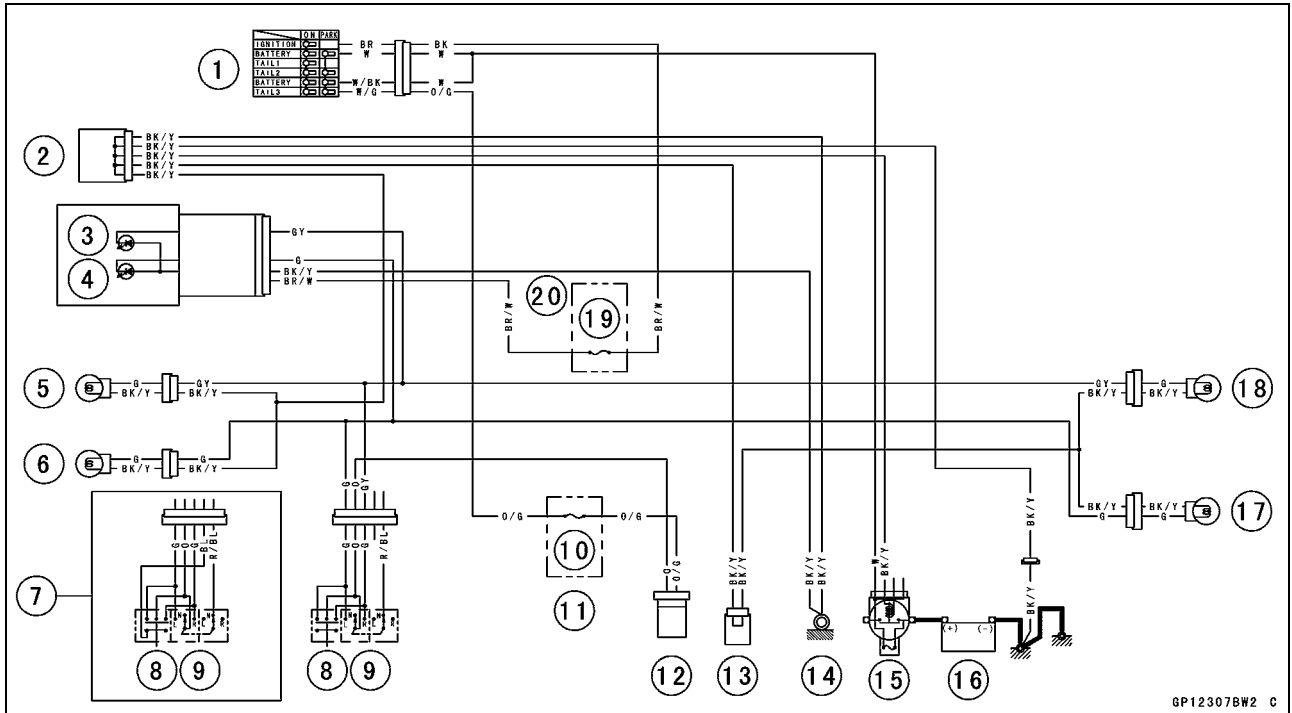 ON PARK
IGNITION
BATTERY
TAIL1
TAIL2
BATTERY
TAIL3
BR
W
W/BK
W/G
BK
W
W
O/G
1
BK/Y
BK/Y
BK/Y
BK/Y
BK/Y
2
3
4
GY
G
BK/Y
BR/W
BR/W
20
19
BR/W
5
G
BK/Y
GY
BK/Y
GY
BK/Y
G
BK/Y
18
6
G
BK/Y
G
BK/Y
G
O
GY
G
O
G
BL
R/BL
G
O
G
R/BL
O/G
O/G
10
11
O
O/G
BK/Y
BK/Y
BK/Y
BK/Y
W
BK/Y
BK/Y
BK/Y
BK/Y
G
BK/Y
G
17
7
8
9
8
9
12
13
14
15
(+)
(-)
16
GP12307BW2 C